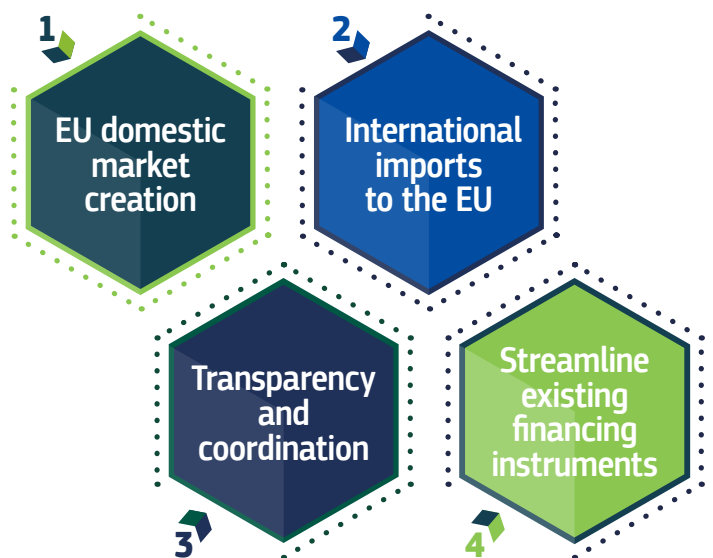 1
EU domestic
market
creation
2
International
imports
to the EU
Transparency
and
coordination
3
Streamline
existing
financing
instruments
4